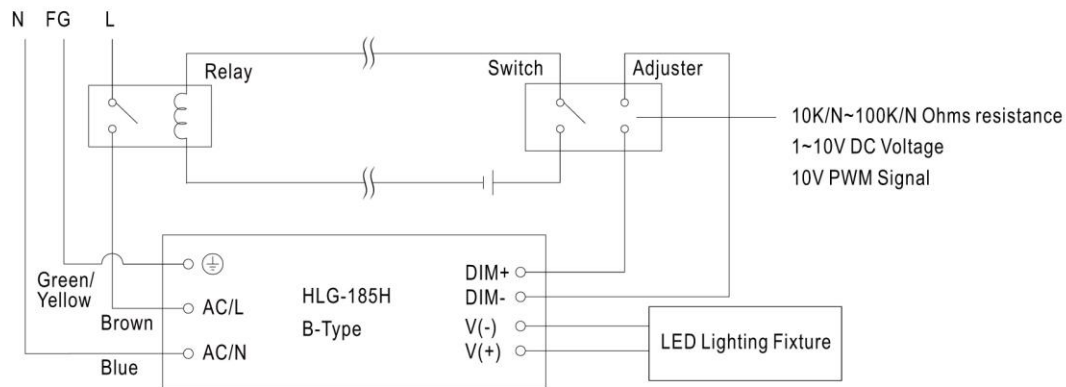 N FG L
Relay
Switch
Adjuster
10K/N~100K/N Ohms resistance
1~10V DC Voltage
10V PWM Signal
Green/
Yellow
Brown
Blue
AC/L
AC/N
HLG-185H
B-Type
DIM+
DIM-
V(-)
V(+)
LED Lighting Fixture